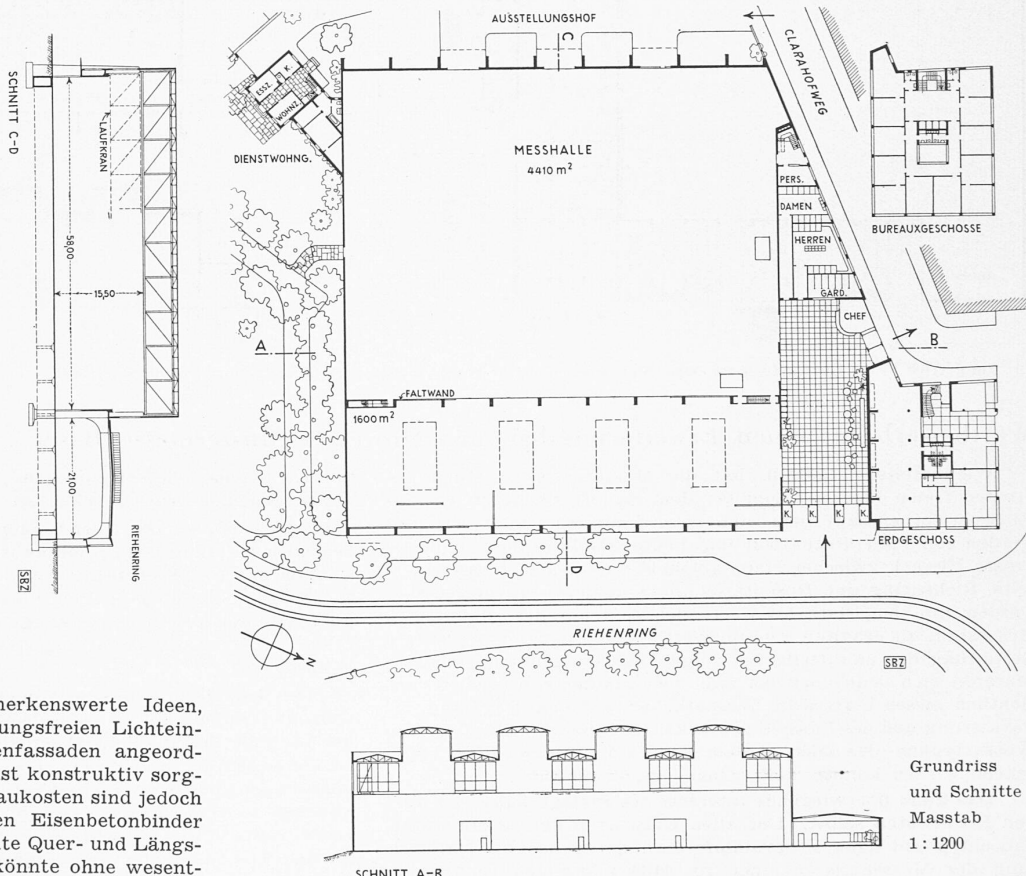 AUSSTELLUNGSHOF
C
CLARAHOFWEG
SCHNITT C-D
LAUFKRAN
58,00
15,50
21,00
RIEHENRING
SBZ
K.
ESSZ.
WOHNZ.
DIENSTWOHNG.
MESSHALLE
4410 m²
PERS.
DAMEN
HERREN
GARD.
CHEF
BUREAUXGESCHOSSE
A
B
FALTWAND
1600 m²
K. K. K. K.
ERDGESCHOSS
D
N
RIEHENRING
SBZ
merkenswerte Ideen,
ungsfreien Lichtein-
enfassaden angeord-
st konstruktiv sorg-
aukosten sind jedoch
en Eisenbetonbinder
te Quer- und Längs-
könnte ohne wesent-
Grundriss
und Schnitte
Masstab
1 : 1200
SCHNITT A-B